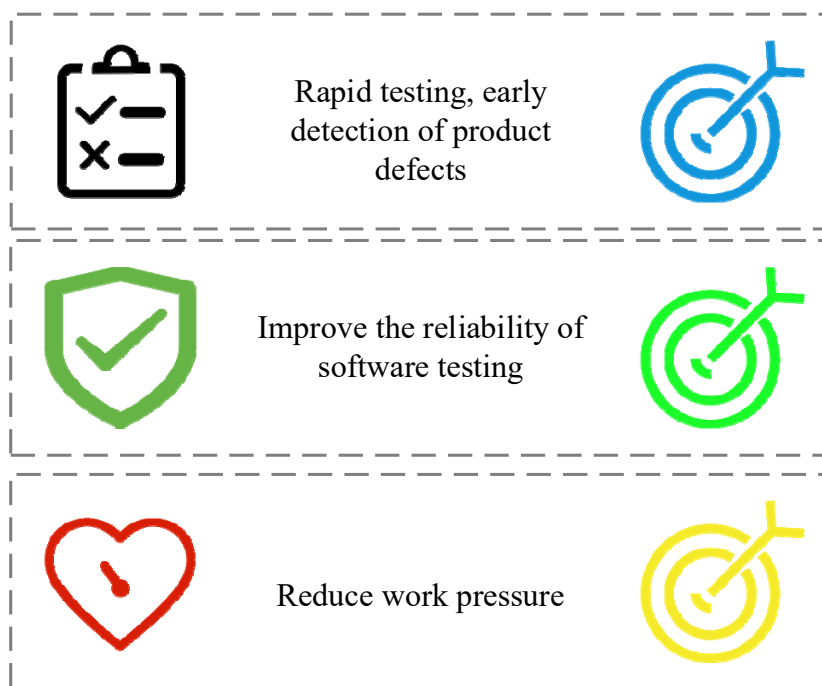 Rapid testing, early
detection of product
defects
Improve the reliability of
software testing
Reduce work pressure